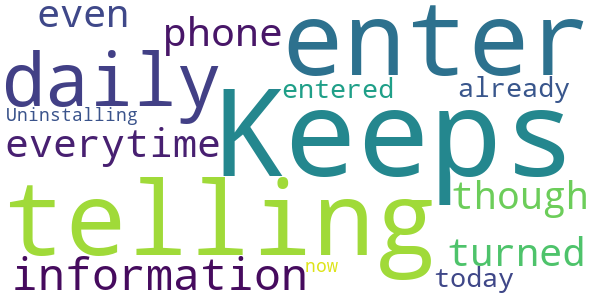 even
phone
enter
daily
entered
already
Uninstalling
Keeps
everytime
telling
though
turned
information
now
today